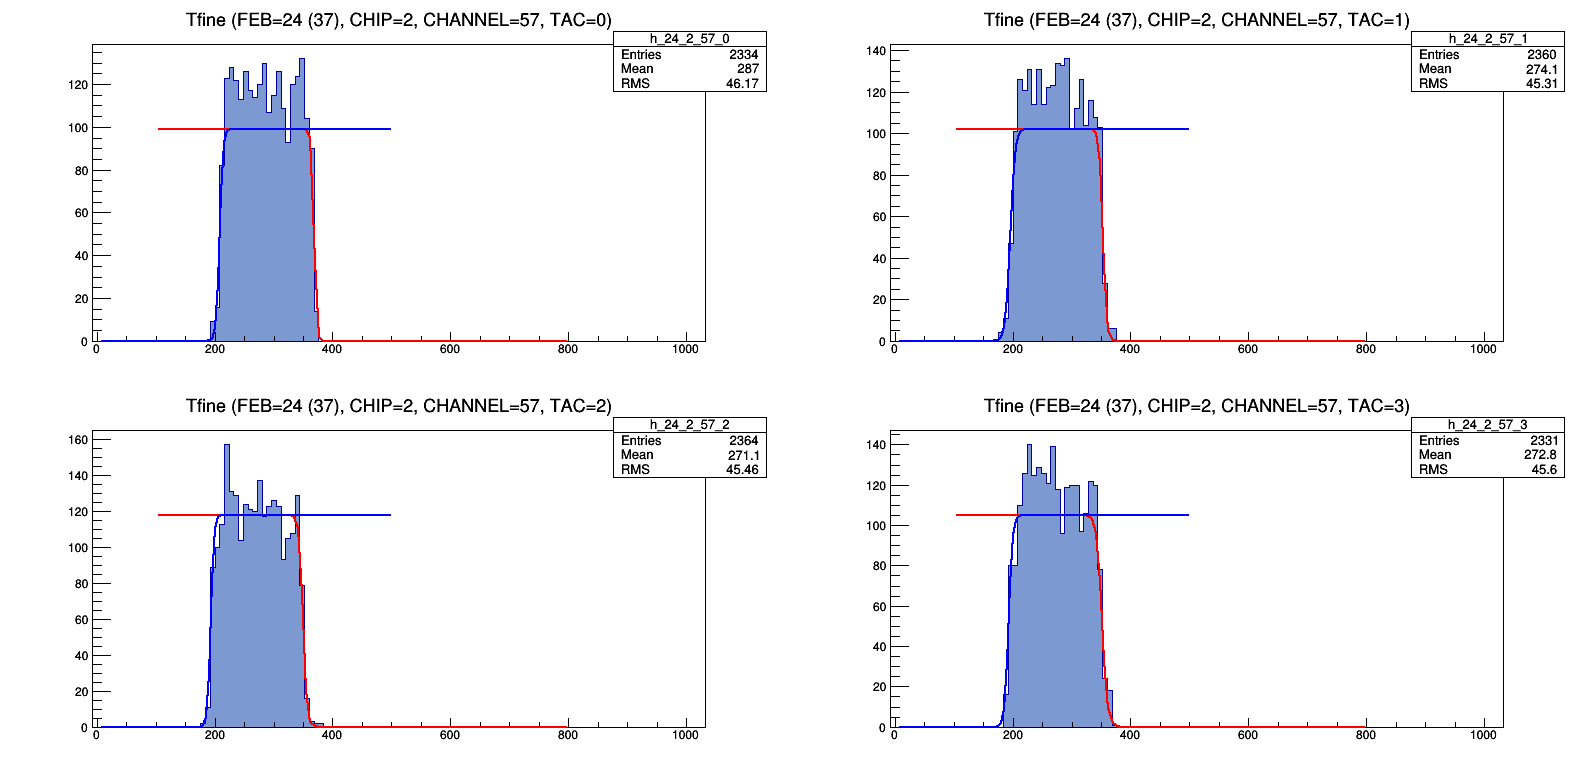 Tfine (FEB=24 (37), CHIP=2, CHANNEL=57, TAC=0)
h_24_2_57_0
Entries 2334
Mean 287
RMS 46.17
120
100
80
60
40
20
0
0 200 400 600 800 1000
Tfine (FEB=24 (37), CHIP=2, CHANNEL=57, TAC=1)
h_24_2_57_1
Entries 2360
Mean 274.1
RMS 45.31
140
120
100
80
60
40
20
0
0 200 400 600 800 1000
Tfine (FEB=24 (37), CHIP=2, CHANNEL=57, TAC=2)
h_24_2_57_2
Entries 2364
Mean 271.1
RMS 45.46
160
140
120
100
80
60
40
20
0
0 200 400 600 800 1000
Tfine (FEB=24 (37), CHIP=2, CHANNEL=57, TAC=3)
h_24_2_57_3
Entries 2331
Mean 272.8
RMS 45.6
140
120
100
80
60
40
20
0
0 200 400 600 800 1000